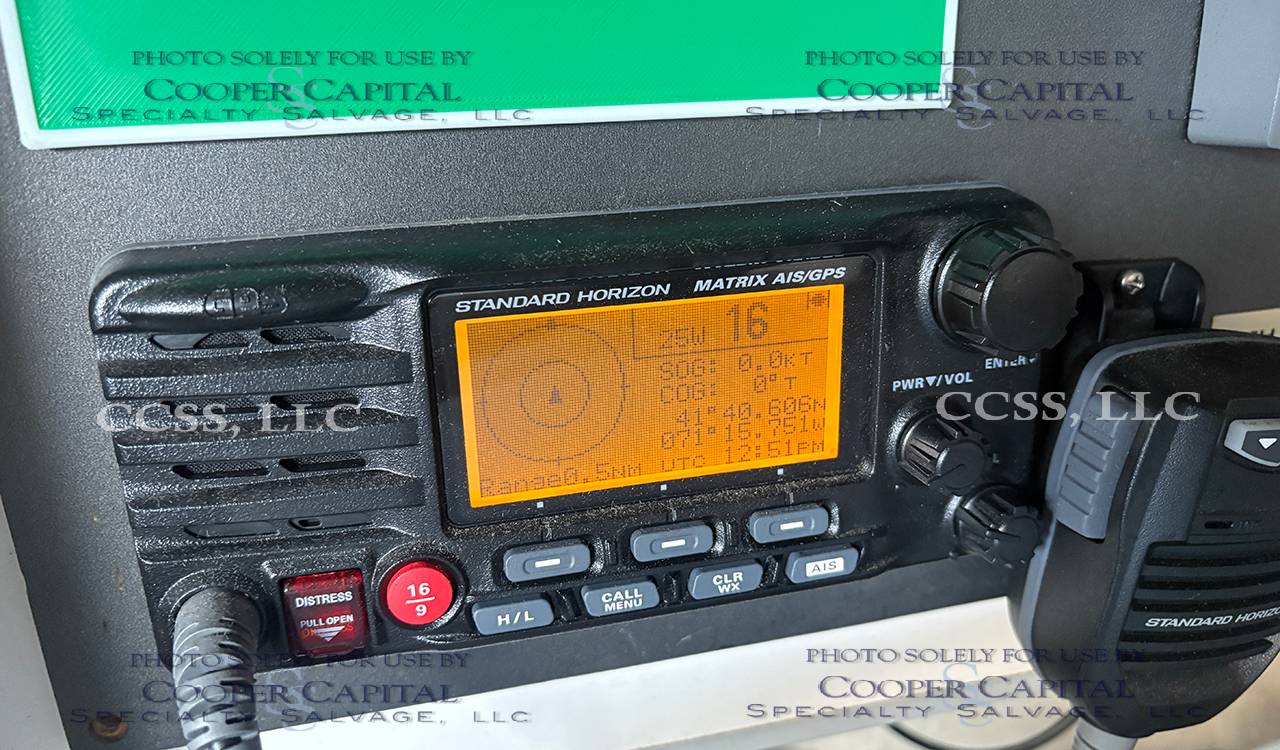 PHOTO SOLELY FOR USE BY
COOPER CAPITAL
SPECIALTY SALVAGE, LLC
PHOTO SOLELY FOR USE BY
COOPER CAPITAL
SPECIALTY SALVAGE, LLC
GPS
STANDARD HORIZON MATRIX AIS/GPS
25W 16
SOG: 0.0KT
COG: 0°T
41°40.606N
071°15.751W
Range0.5NM UTC 12:51PM
ENTER
PWR▼/VOL
CCSS, LLC
CCSS, LLC
DISTRESS
PULL OPEN
16
9
H/L
CALL
MENU
CLR
WX
AIS
STANDARD HORIZON
PHOTO SOLELY FOR USE BY
COOPER CAPITAL
SPECIALTY SALVAGE, LLC
PHOTO SOLELY FOR USE BY
COOPER CAPITAL
SPECIALTY SALVAGE, LLC